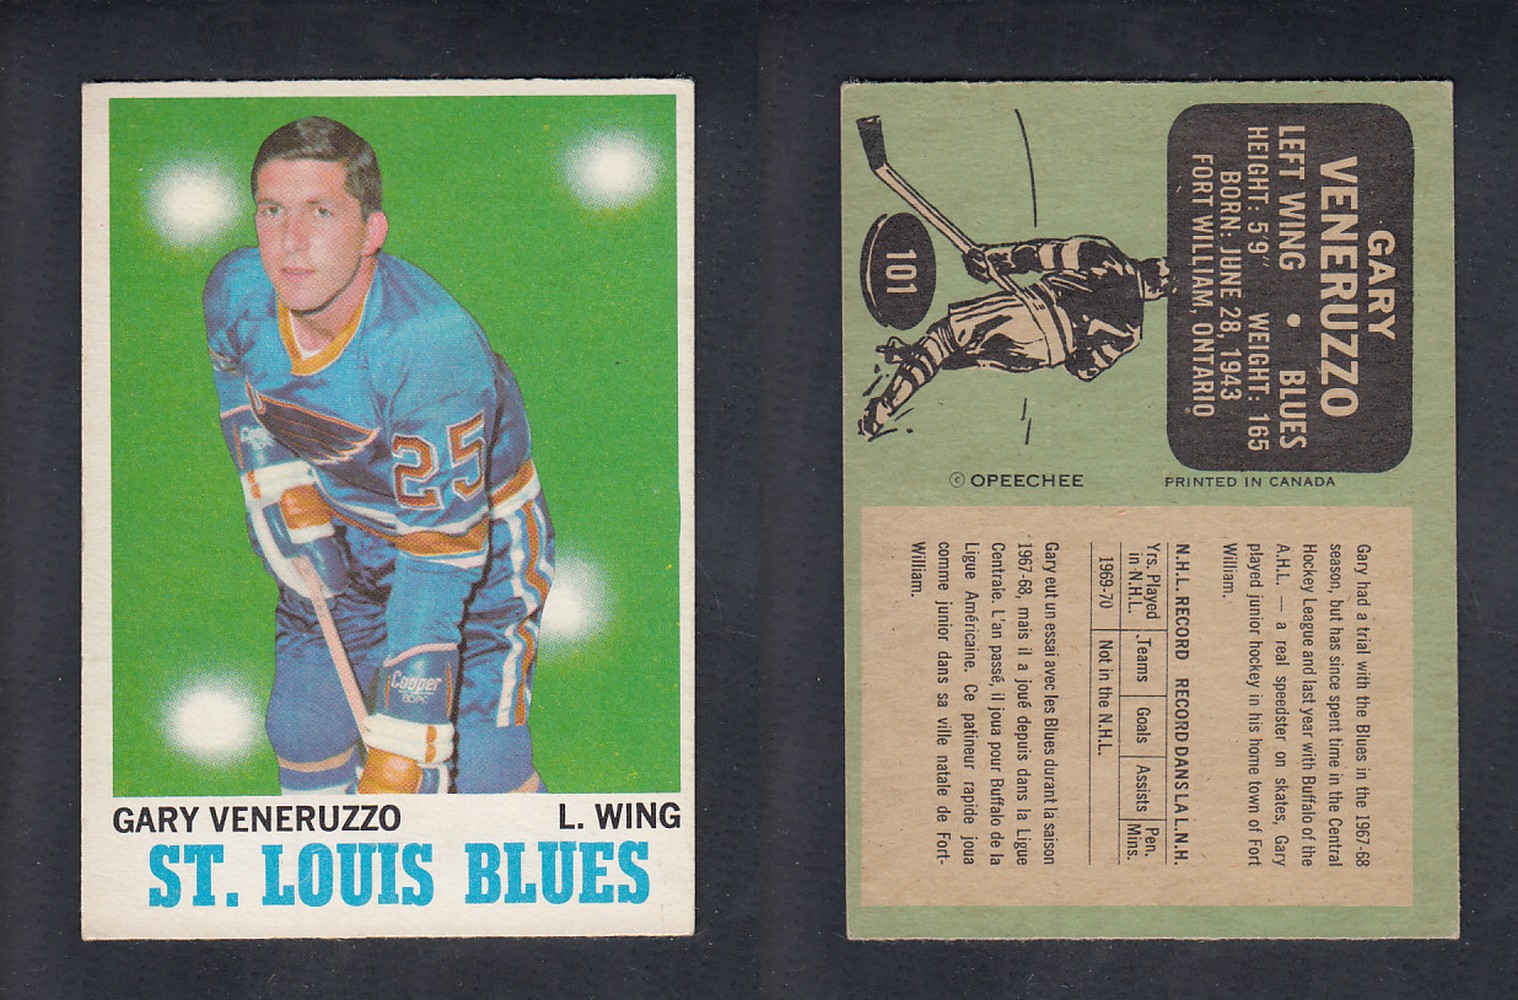 25
Cooper
Cooper
GARY VENERUZZO L. WING
ST. LOUIS BLUES
GARY
VENERUZZO
LEFT WING • BLUES
HEIGHT: 5'9" WEIGHT: 165
BORN: JUNE 28, 1943
FORT WILLIAM, ONTARIO
101
© OPEECHEE PRINTED IN CANADA
Gary had a trial with the Blues in the 1967-68
season, but has since spent time in the Central
Hockey League and last year with Buffalo of the
A.H.L. — a real speedster on skates, Gary
played junior hockey in his home town of Fort
William.
N.H.L. RECORD RECORD DANS LA L.N.H.
Yrs. Played
in N.H.L. Teams Goals Assists Pen.
Mins.
1969-70 Not in the N.H.L.
Gary eut un essai avec les Blues durant la saison
1967-68, mais il a joué depuis dans la Ligue
Centrale. L'an passé, il joua pour Buffalo de la
Ligue Américaine. Ce patineur rapide joua
comme junior dans sa ville natale de Fort-
William.